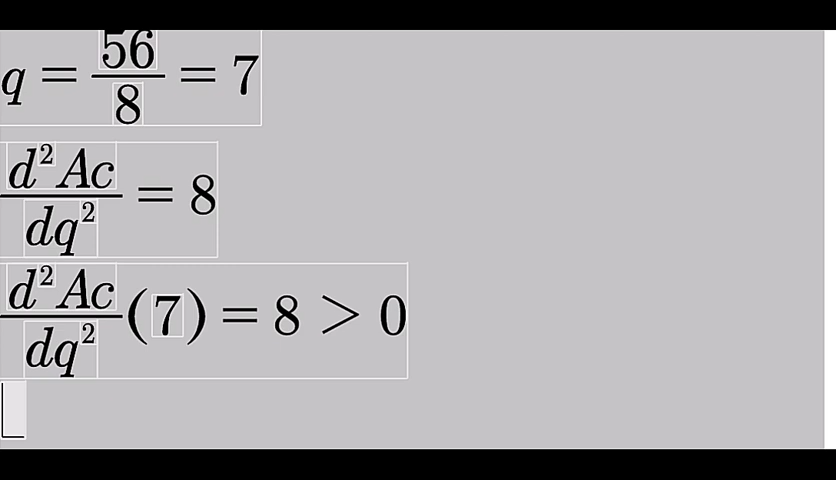 q = 56/8 = 7
d²Ac/dq² = 8
d²Ac/dq² (7) = 8 > 0